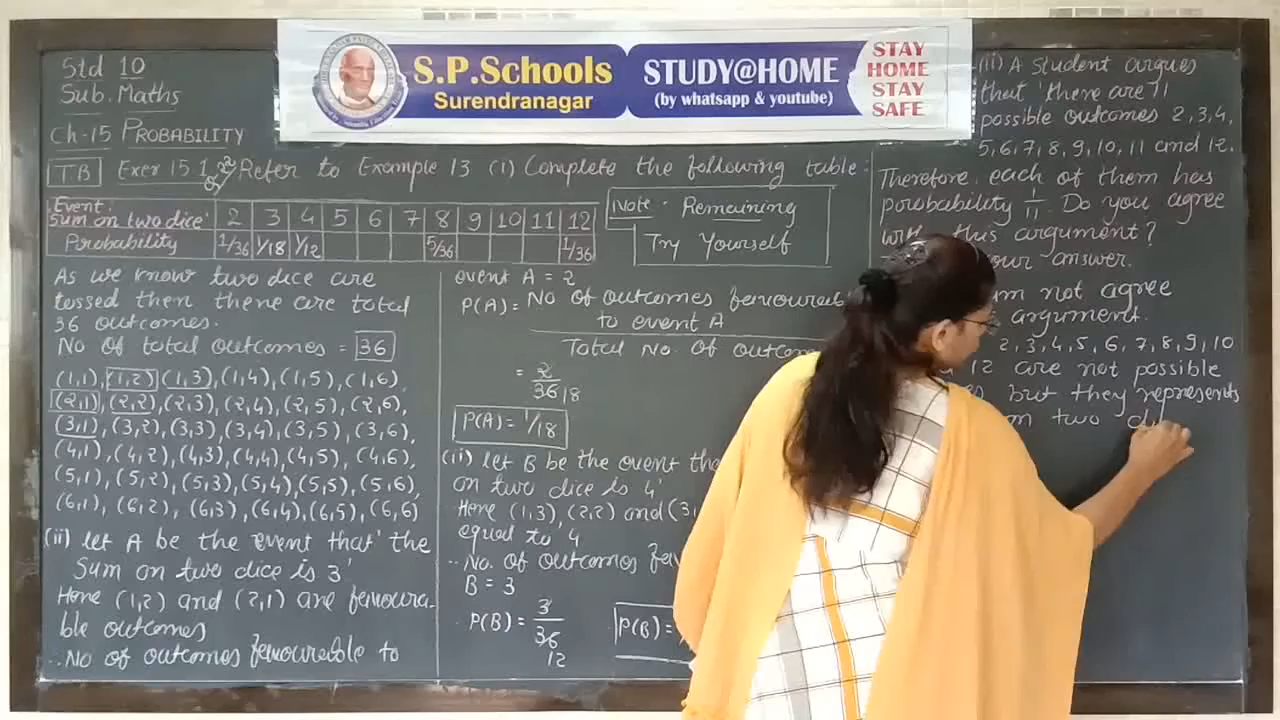 S.P.Schools
Surendranagar
STUDY@HOME
(by whatsapp & youtube)
STAY
HOME
STAY
SAFE
Std 10
Sub. Maths
Ch-15 PROBABILITY
TB Exer 15.1 Refer to Example 13 (i) Complete the following table:
Event: Sum on two dice 2 3 4 5 6 7 8 9 10 11 12
Probability 1/36 1/18 1/12 5/36 1/36
Note: Remaining
Try Yourself
As we know two dice are
tossed then there are total
36 outcomes.
No of total outcomes = 36
(1,1), (1,2), (1,3), (1,4), (1,5), (1,6),
(2,1), (2,2), (2,3), (2,4), (2,5), (2,6),
(3,1), (3,2), (3,3), (3,4), (3,5), (3,6),
(4,1), (4,2), (4,3), (4,4), (4,5), (4,6),
(5,1), (5,2), (5,3), (5,4), (5,5), (5,6),
(6,1), (6,2), (6,3), (6,4), (6,5), (6,6)
(ii) let A be the event that 'the
Sum on two dice is 3'
Here (1,2) and (2,1) are femoura-
ble outcomes
∴ No of outcomes femoureble to
event A = 2
P(A) = No of outcomes femoured
to event A
Total No. of outcom
= 2/36 18
P(A) = 1/18
(ii) let B be the event the
on two dice is 4'
Here (1,3), (2,2) and (3,
equal to 4
∴ No. of outcomes
B = 3
P(B) = 3/36 12
P(B) =
(iii) A student argues
that 'there are 11
possible outcomes 2,3,4,
5,6,7,8,9,10,11 and 12.
Therefore, each of them has
porobability 1/11. Do you agree
with this argument?
our answer.
am not agree
argument.
2,3,4,5,6,7,8,9,10
12 are not possible
but they represents
two